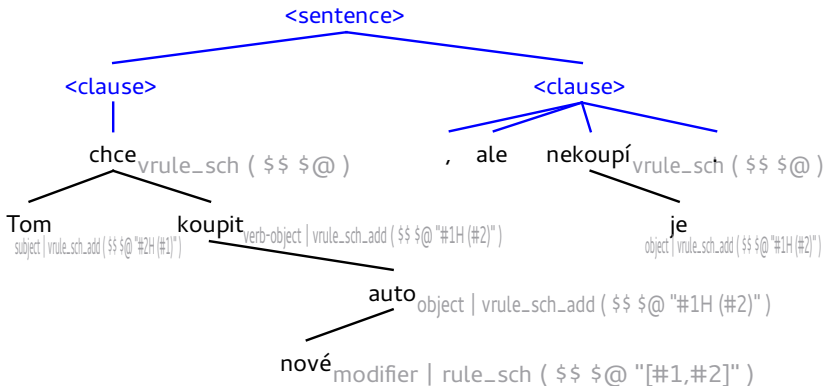 <sentence>
<clause> <clause>
chce vrule_sch ( $$ $@ ) , ale nekoupí vrule_sch ( $$ $@ ) .
Tom koupit je
subject | vrule_sch_add ( $$ $@ "#2H (#1)" ) verb-object | vrule_sch_add ( $$ $@ "#1H (#2)" ) object | vrule_sch_add ( $$ $@ "#1H (#2)" )
auto object | vrule_sch_add ( $$ $@ "#1H (#2)" )
nové modifier | rule_sch ( $$ $@ "[#1,#2]" )